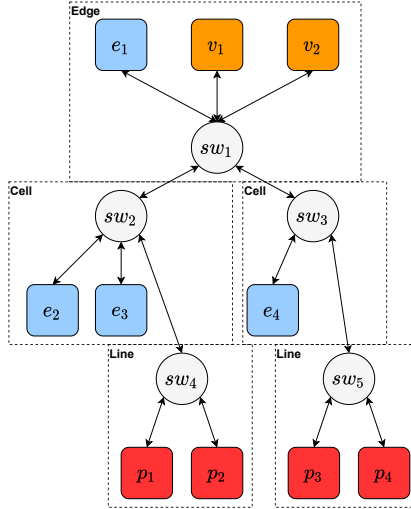 Edge
e1 v1 v2
sw1
Cell Cell
sw2 sw3
e2 e3 e4
Line Line
sw4 sw5
p1 p2 p3 p4